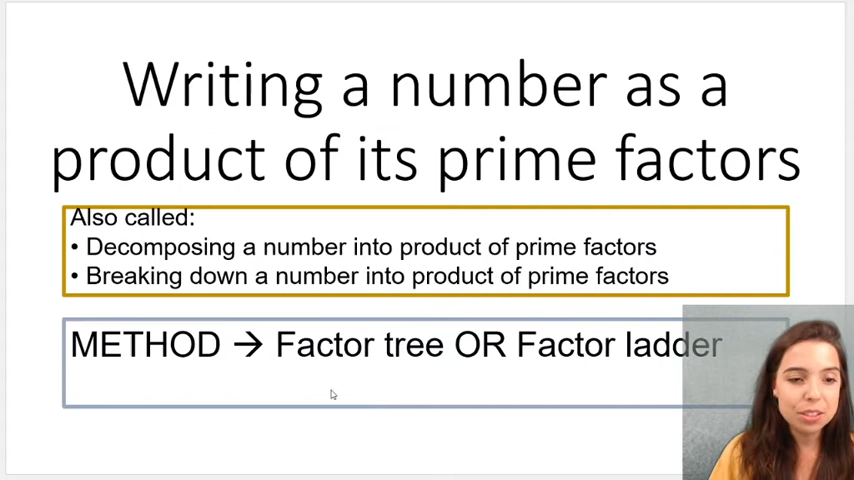 Writing a number as a
product of its prime factors
Also called:
• Decomposing a number into product of prime factors
• Breaking down a number into product of prime factors
METHOD → Factor tree OR Factor ladder